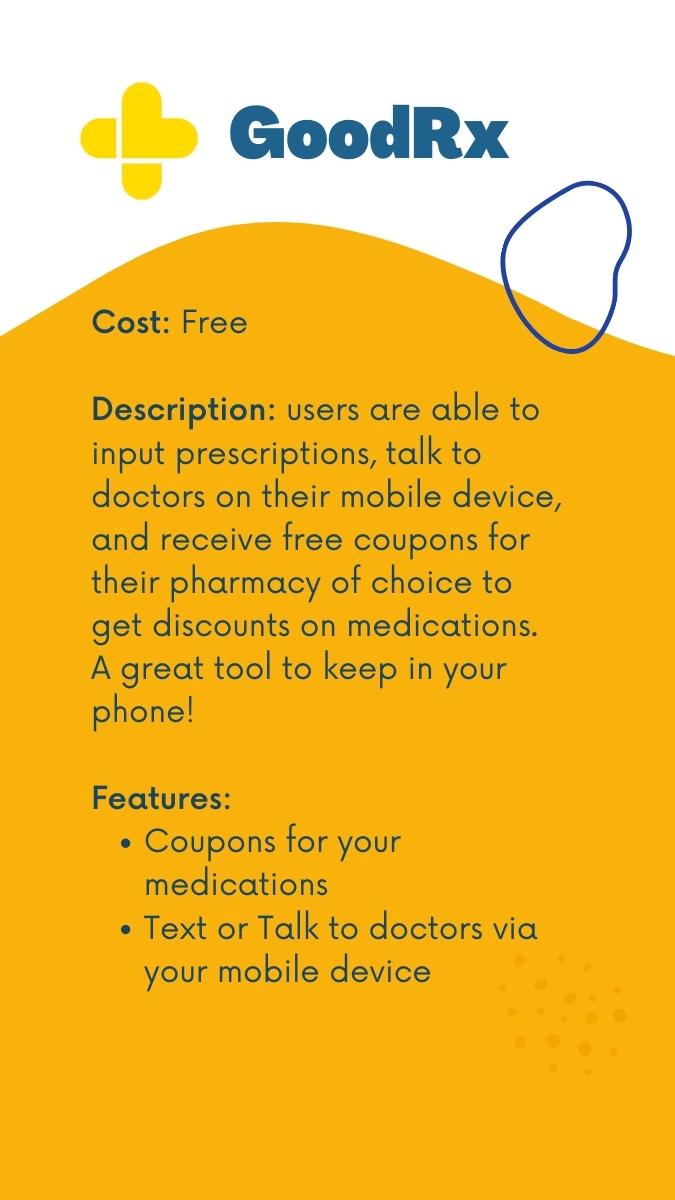 GoodRx
Cost: Free
Description: users are able to
input prescriptions, talk to
doctors on their mobile device,
and receive free coupons for
their pharmacy of choice to
get discounts on medications.
A great tool to keep in your
phone!
Features:
• Coupons for your
medications
• Text or Talk to doctors via
your mobile device